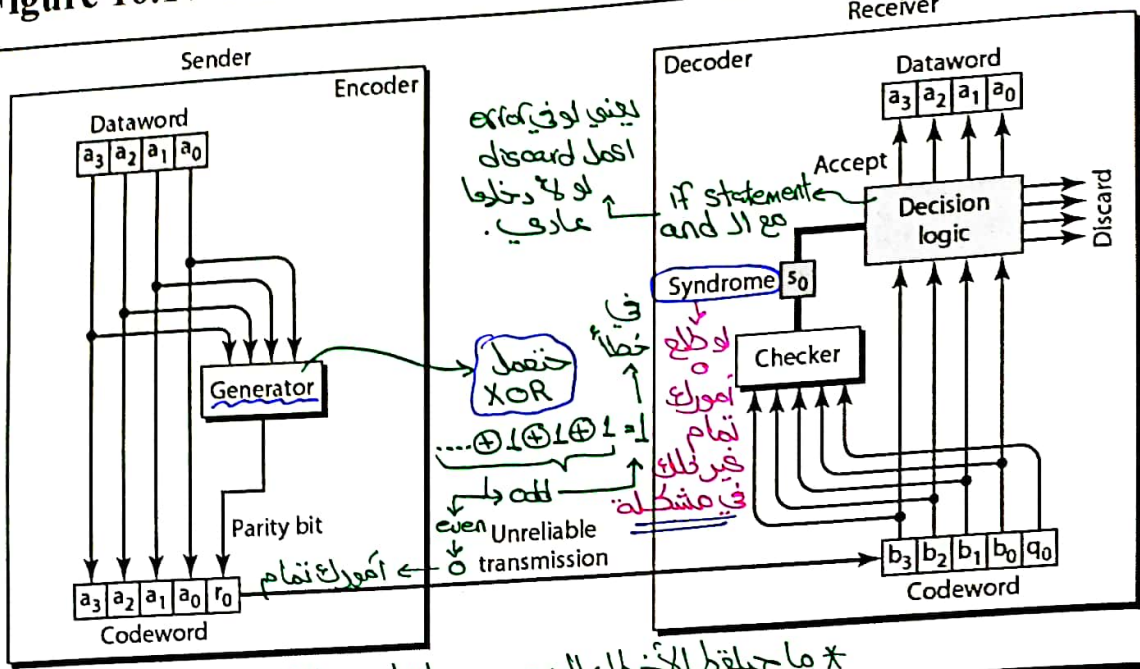 Figure 10.
Sender
Encoder
Dataword
a3 a2 a1 a0
Generator
Parity bit
a3 a2 a1 a0 r0
Codeword
حنعمل
XOR
....⊕1⊕1⊕1 =1
odd
even
0
أمورك تمام
في
خطأ
Unreliable
transmission
يعني لو في error
اعمل discard
لو لأ دخلها
عادي.
if statement
مع ال and
Receiver
Decoder
Dataword
a3 a2 a1 a0
Accept
Decision
logic
Discard
Syndrome s0
لو طلع
0
أمورك
تمام
غير ذلك
في مشكلة
Checker
b3 b2 b1 b0 q0
Codeword